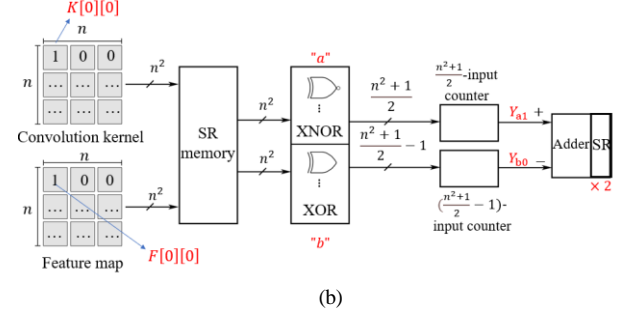 K[0][0]
n
n
1 0 0
... ... ...
... ... ...
n²
Convolution kernel
n
n
1 0 0
... ... ...
... ... ...
n²
Feature map
F[0][0]
SR
memory
n²
n²
"a"
⋮
XNOR
⋮
XOR
"b"
(n²+1)/2
(n²+1)/2 − 1
(n²+1)/2-input
counter
((n²+1)/2 − 1)-
input counter
Y_a1 +
Y_b0 −
Adder SR
× 2
(b)